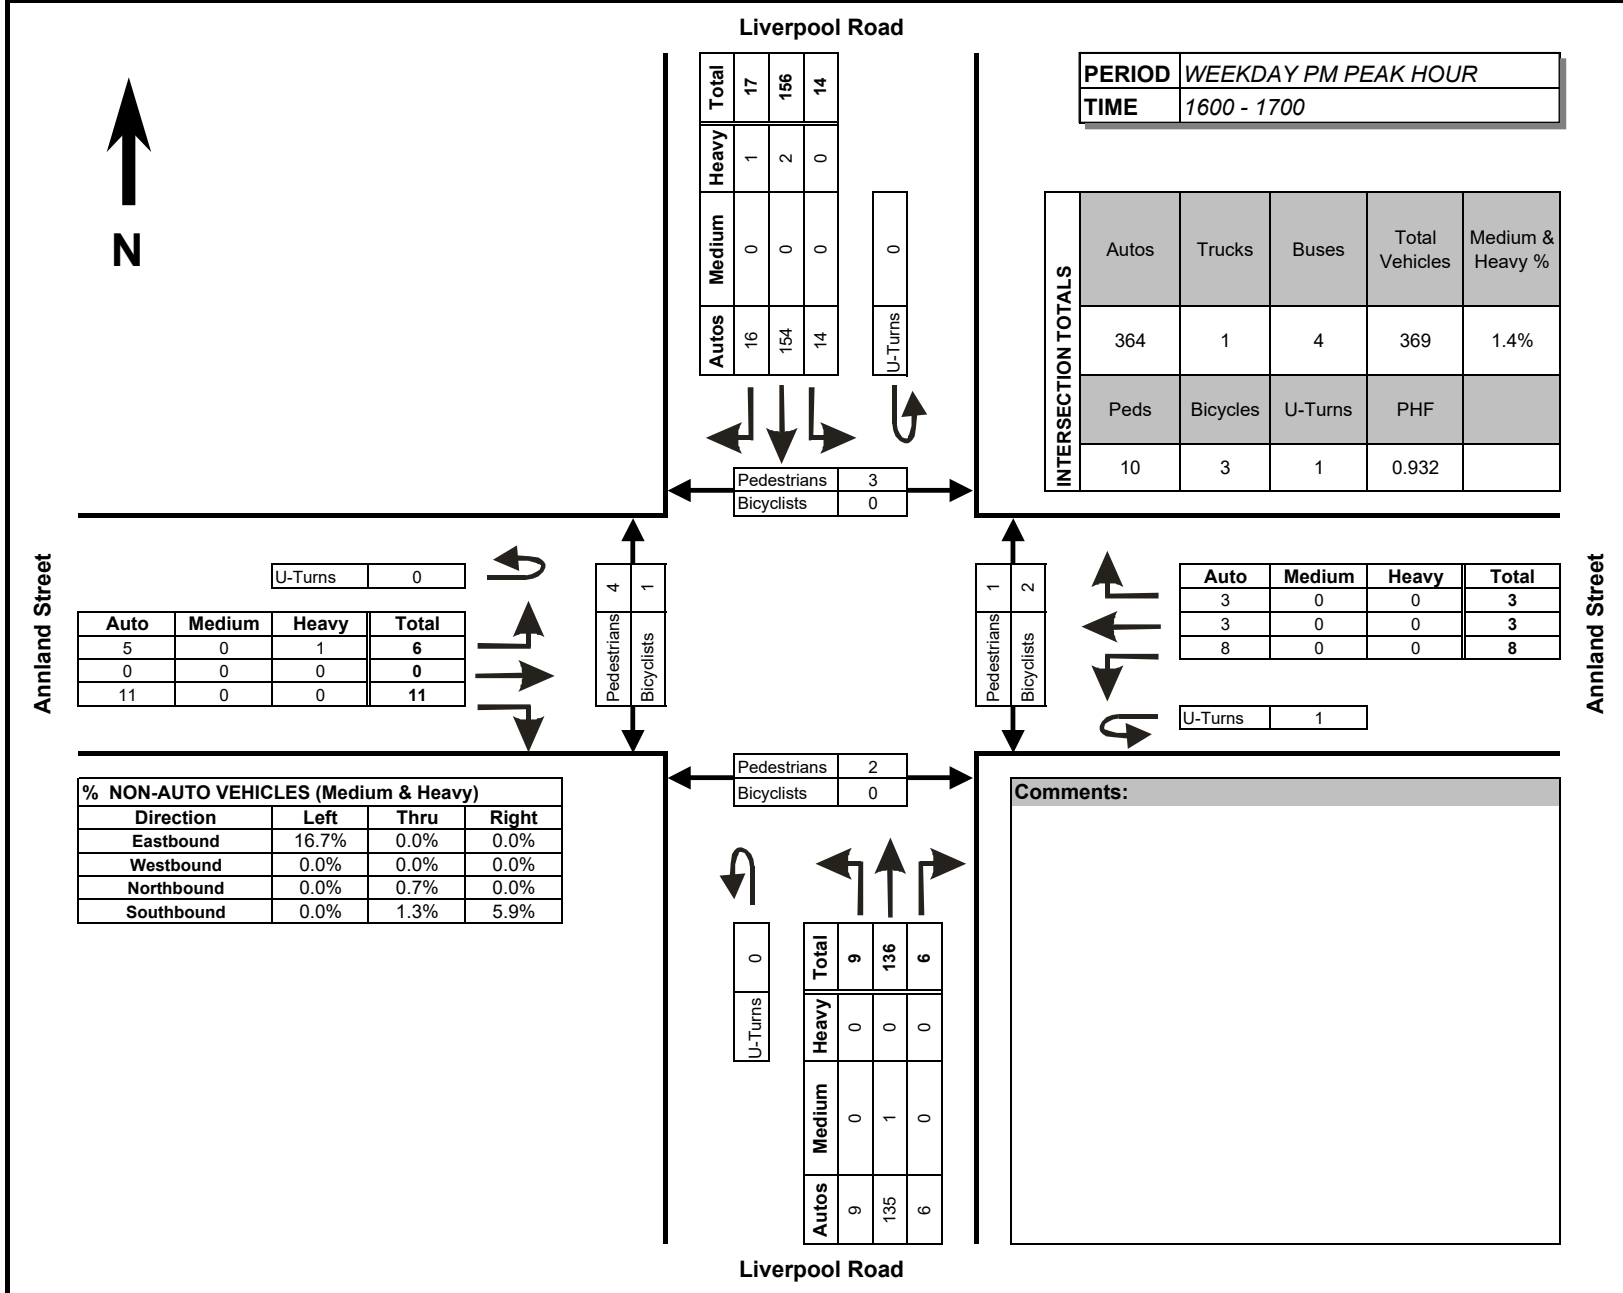 Liverpool Road
PERIOD WEEKDAY PM PEAK HOUR
TIME 1600 - 1700
N
Total 17 156 14
Heavy 1 2 0
Medium 0 0 0
Autos 16 154 14
U-Turns 0
INTERSECTION TOTALS
Autos Trucks Buses Total Vehicles Medium & Heavy %
364 1 4 369 1.4%
Peds Bicycles U-Turns PHF
10 3 1 0.932
Pedestrians 3
Bicyclists 0
Annland Street
U-Turns 0
Auto Medium Heavy Total
5 0 1 6
0 0 0 0
11 0 0 11
Pedestrians 4
Bicyclists 1
Pedestrians 1
Bicyclists 2
Auto Medium Heavy Total
3 0 0 3
3 0 0 3
8 0 0 8
U-Turns 1
Annland Street
Pedestrians 2
Bicyclists 0
% NON-AUTO VEHICLES (Medium & Heavy)
Direction Left Thru Right
Eastbound 16.7% 0.0% 0.0%
Westbound 0.0% 0.0% 0.0%
Northbound 0.0% 0.7% 0.0%
Southbound 0.0% 1.3% 5.9%
Comments:
U-Turns 0
Total 9 136 6
Heavy 0 0 0
Medium 0 1 0
Autos 9 135 6
Liverpool Road